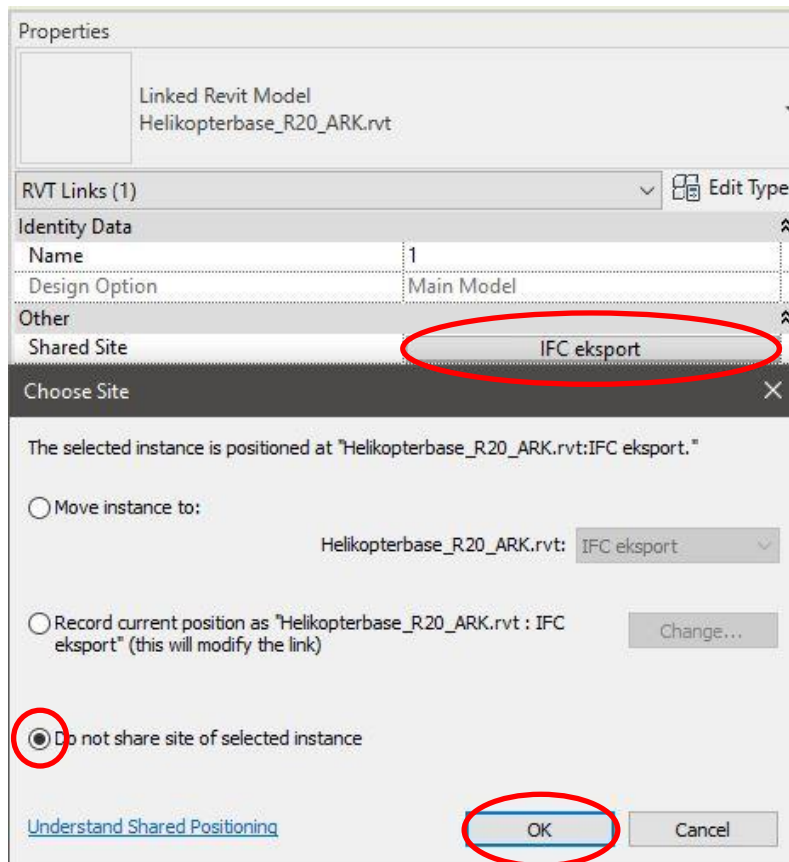 Properties
Linked Revit Model
Helikopterbase_R20_ARK.rvt
RVT Links (1)
Edit Type
Identity Data
Name 1
Design Option Main Model
Other
Shared Site IFC eksport
Choose Site
The selected instance is positioned at "Helikopterbase_R20_ARK.rvt:IFC eksport."
Move instance to:
Helikopterbase_R20_ARK.rvt: IFC eksport
Record current position as "Helikopterbase_R20_ARK.rvt : IFC
eksport" (this will modify the link)
Change...
Do not share site of selected instance
Understand Shared Positioning
OK
Cancel